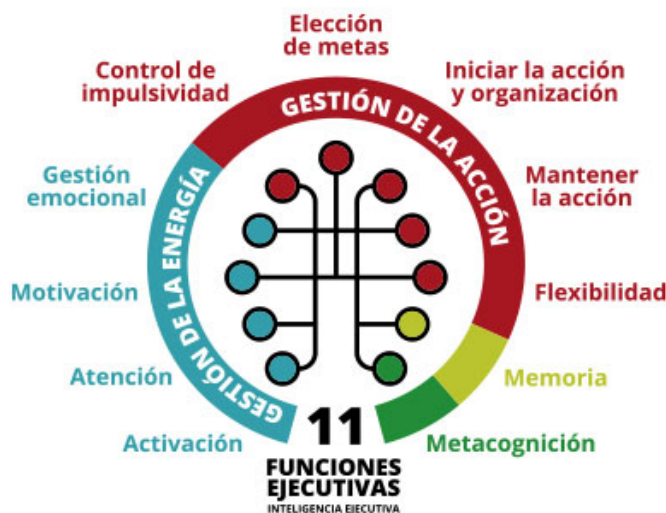 Elección
de metas
Control de
impulsividad
Iniciar la acción
y organización
GESTIÓN DE LA ACCIÓN
Gestión
emocional
Mantener
la acción
GESTIÓN DE LA ENERGÍA
Motivación
Flexibilidad
Atención
Memoria
Activación
Metacognición
11
FUNCIONES
EJECUTIVAS
INTELIGENCIA EJECUTIVA